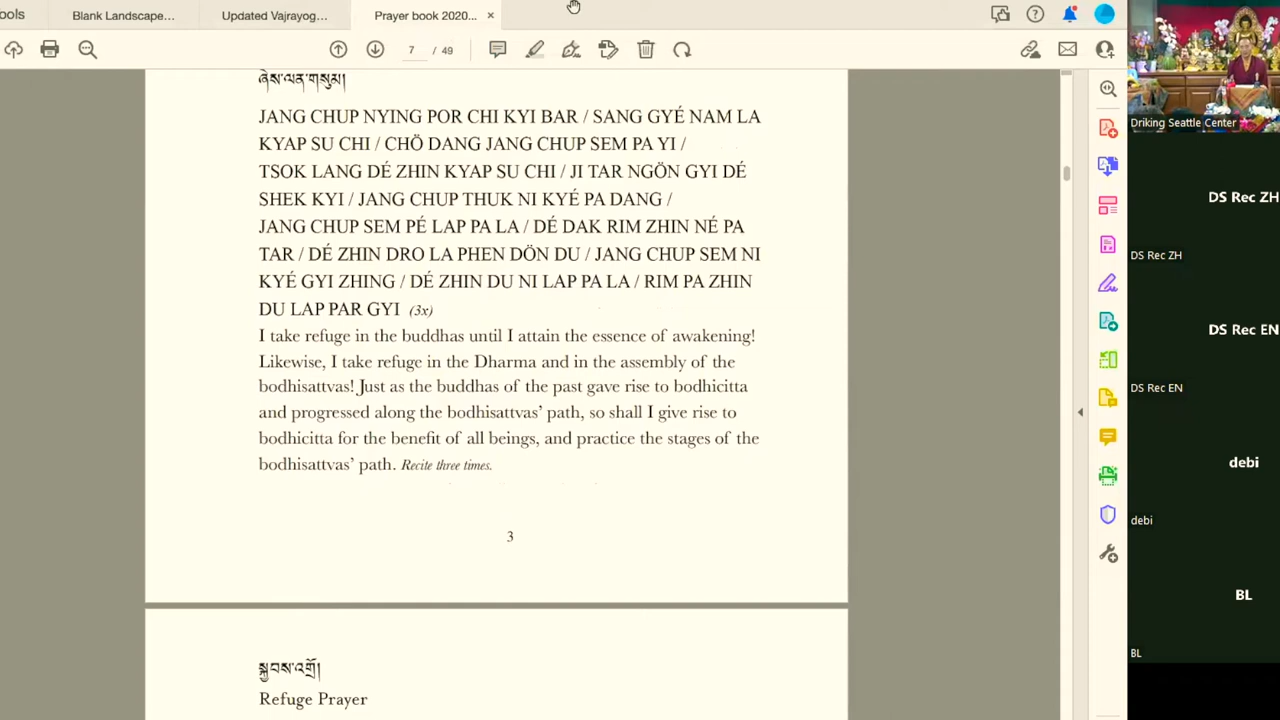 ools
Blank Landscape...
Updated Vajrayog...
Prayer book 2020... ×
7 / 49
ཞེས་ལན་གསུམ།
JANG CHUP NYING POR CHI KYI BAR / SANG GYÉ NAM LA
KYAP SU CHI / CHÖ DANG JANG CHUP SEM PA YI /
TSOK LANG DÉ ZHIN KYAP SU CHI / JI TAR NGÖN GYI DÉ
SHEK KYI / JANG CHUP THUK NI KYÉ PA DANG /
JANG CHUP SEM PÉ LAP PA LA / DÉ DAK RIM ZHIN NÉ PA
TAR / DÉ ZHIN DRO LA PHEN DÖN DU / JANG CHUP SEM NI
KYÉ GYI ZHING / DÉ ZHIN DU NI LAP PA LA / RIM PA ZHIN
DU LAP PAR GYI (3x)
I take refuge in the buddhas until I attain the essence of awakening!
Likewise, I take refuge in the Dharma and in the assembly of the
bodhisattvas! Just as the buddhas of the past gave rise to bodhicitta
and progressed along the bodhisattvas’ path, so shall I give rise to
bodhicitta for the benefit of all beings, and practice the stages of the
bodhisattvas’ path. Recite three times.
3
སྐྱབས་འགྲོ།
Refuge Prayer
Driking Seattle Center
DS Rec ZH
DS Rec ZH
DS Rec EN
DS Rec EN
debi
debi
BL
BL